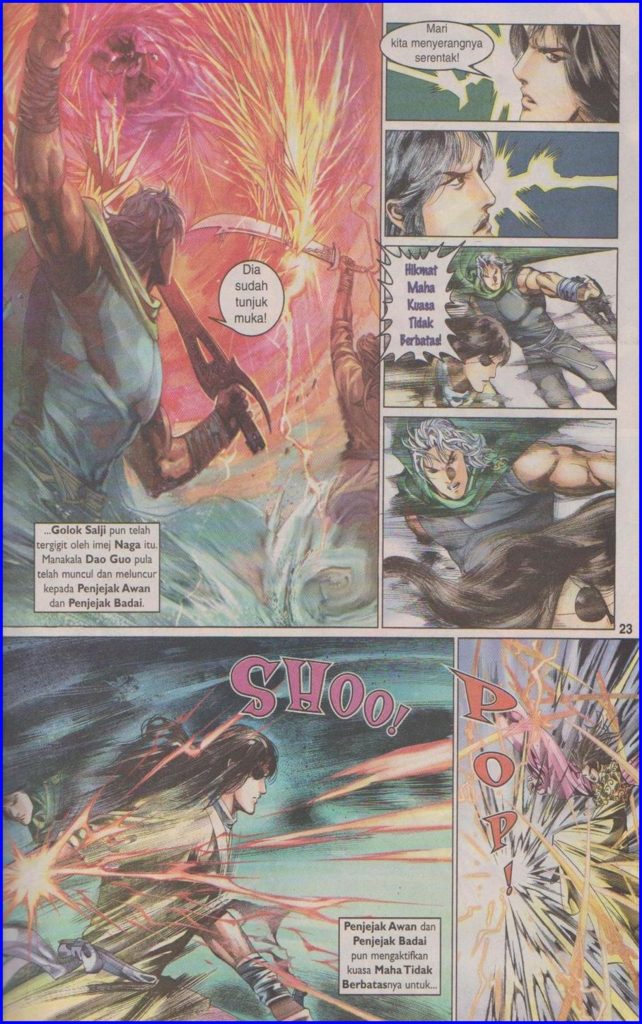 Dia
sudah
tunjuk
muka!
...Golok Salji pun telah
tergigit oleh imej Naga itu.
Manakala Dao Guo pula
telah muncul dan meluncur
kepada Penjejak Awan
dan Penjejak Badai.
Mari
kita menyerangnya
serentak!
Hikmat
Maha
Kuasa
Tidak
Berbatas!
23
SHOO!
Penjejak Awan dan
Penjejak Badai
pun mengaktifkan
kuasa Maha Tidak
Berbatasnya untuk...
POP!